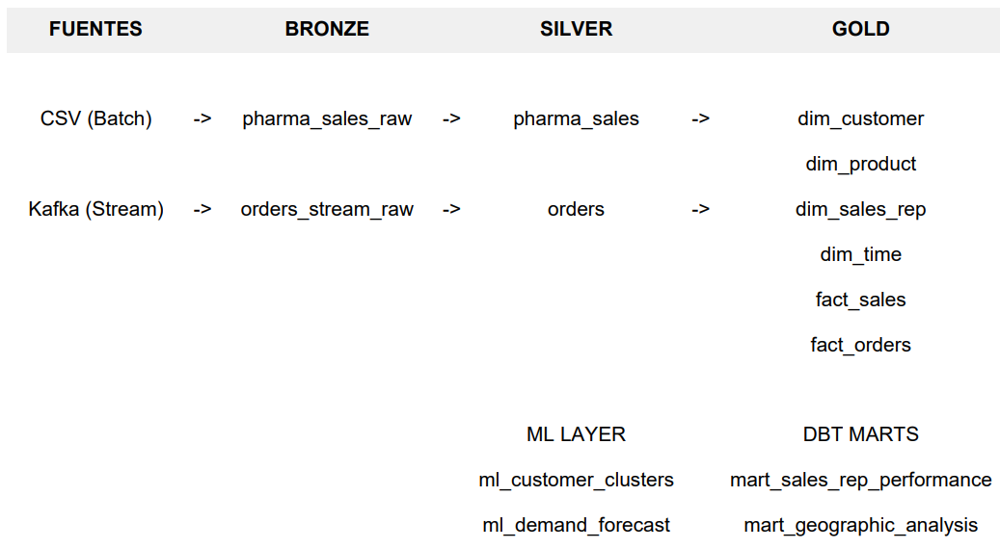 FUENTES BRONZE SILVER GOLD
CSV (Batch) -> pharma_sales_raw -> pharma_sales -> dim_customer
dim_product
Kafka (Stream) -> orders_stream_raw -> orders -> dim_sales_rep
dim_time
fact_sales
fact_orders
ML LAYER DBT MARTS
ml_customer_clusters mart_sales_rep_performance
ml_demand_forecast mart_geographic_analysis